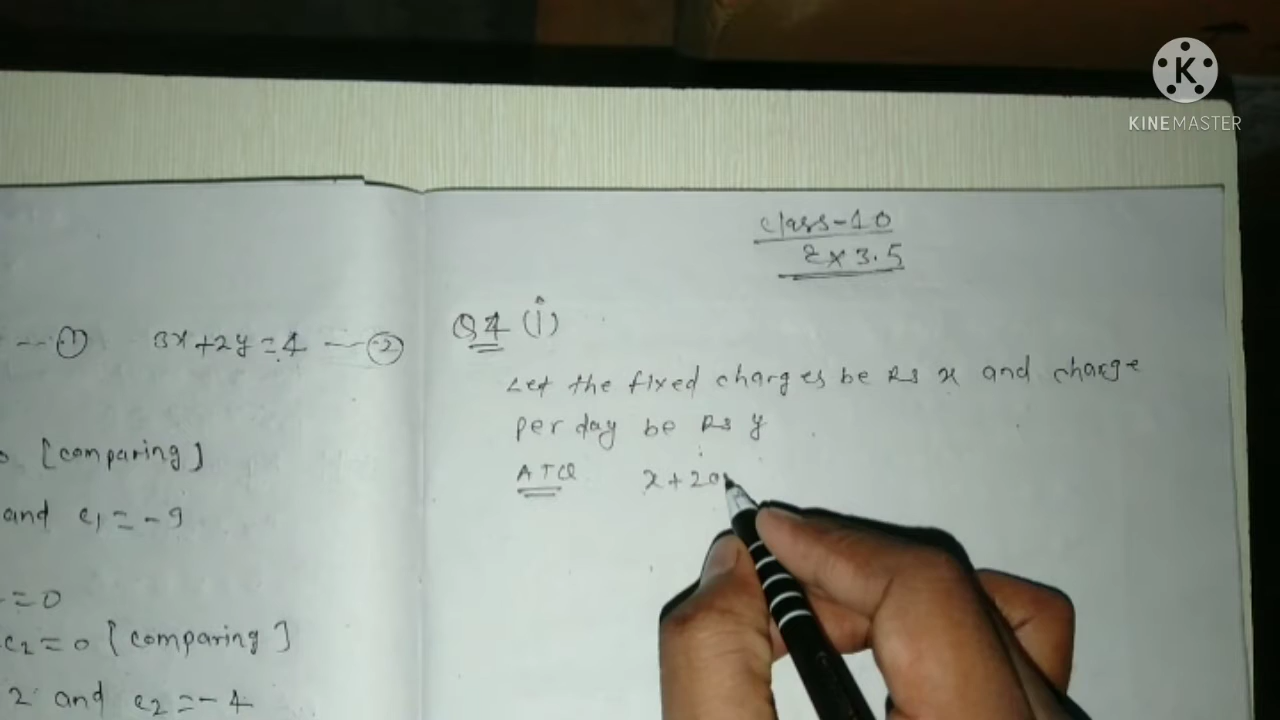 K
KINEMASTER
--- ① 3x+2y=4 --- ②
[comparing]
and c₁ = -9
=0
c₂ = 0 [comparing]
2 and c₂ = -4
Class-10
Ex 3.5
Q4 (i)
Let the fixed charges be Rs x and charge
per day be Rs y
ATQ x+20